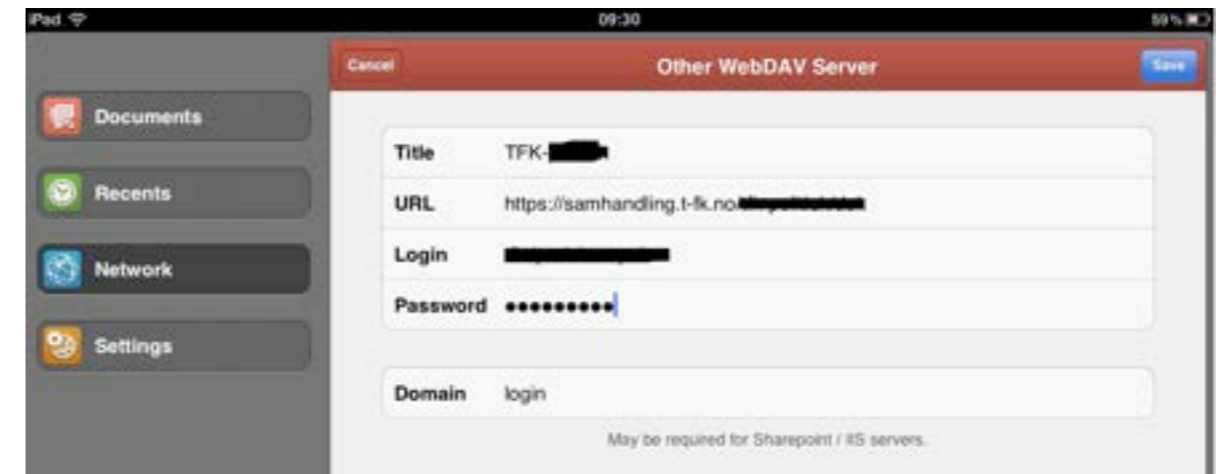 iPad 09:30 59 %
Cancel Other WebDAV Server Save
Documents
Recents
Network
Settings
Title TFK-
URL https://samhandling.t-fk.no
Login
Password •••••••••
Domain login
May be required for Sharepoint / IIS servers.